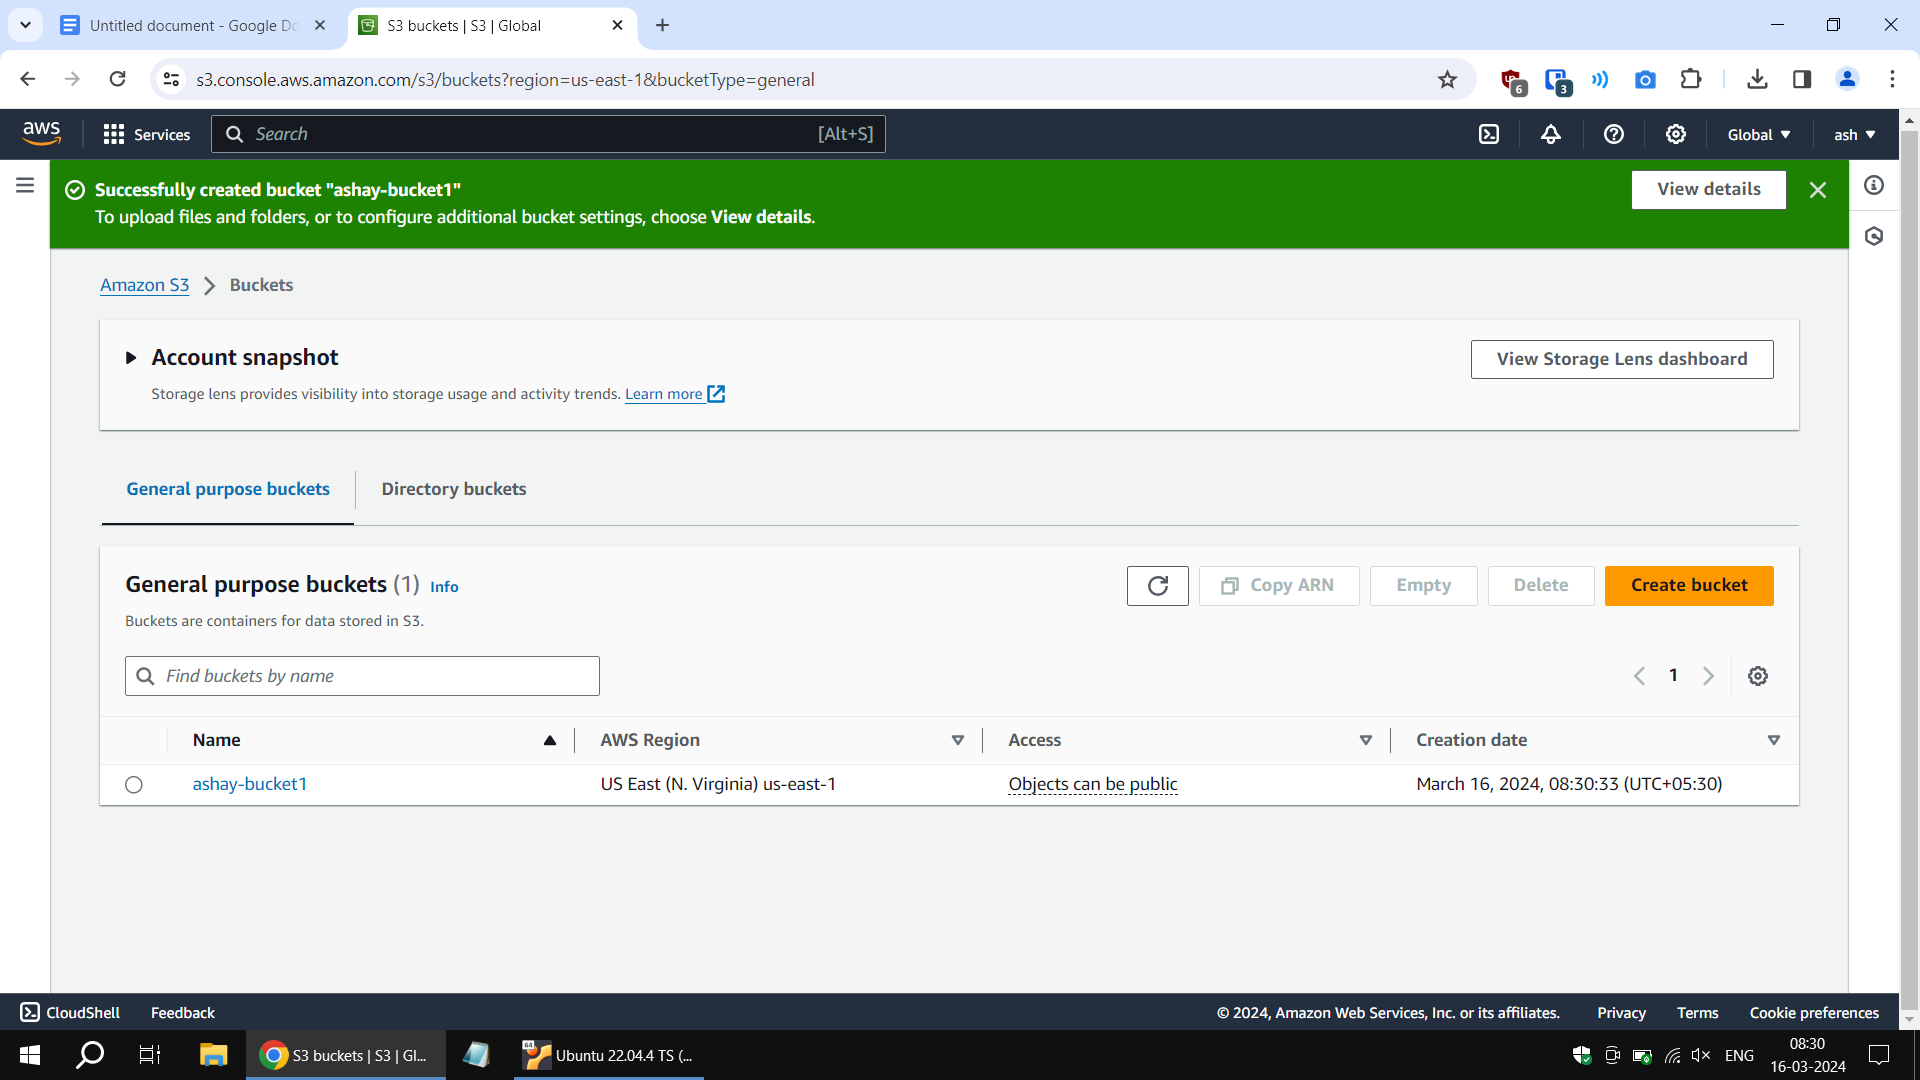 Untitled document - Google Do
S3 buckets | S3 | Global
s3.console.aws.amazon.com/s3/buckets?region=us-east-1&bucketType=general
6
3
aws
Services
Search
[Alt+S]
Global
ash
Successfully created bucket "ashay-bucket1"
To upload files and folders, or to configure additional bucket settings, choose View details.
View details
Amazon S3
Buckets
Account snapshot
Storage lens provides visibility into storage usage and activity trends. Learn more
View Storage Lens dashboard
General purpose buckets
Directory buckets
General purpose buckets (1) Info
Buckets are containers for data stored in S3.
Copy ARN
Empty
Delete
Create bucket
Find buckets by name
1
Name
AWS Region
Access
Creation date
ashay-bucket1
US East (N. Virginia) us-east-1
Objects can be public
March 16, 2024, 08:30:33 (UTC+05:30)
CloudShell
Feedback
© 2024, Amazon Web Services, Inc. or its affiliates.
Privacy
Terms
Cookie preferences
S3 buckets | S3 | Gl...
64
Ubuntu 22.04.4 TS (...
ENG
08:30
16-03-2024